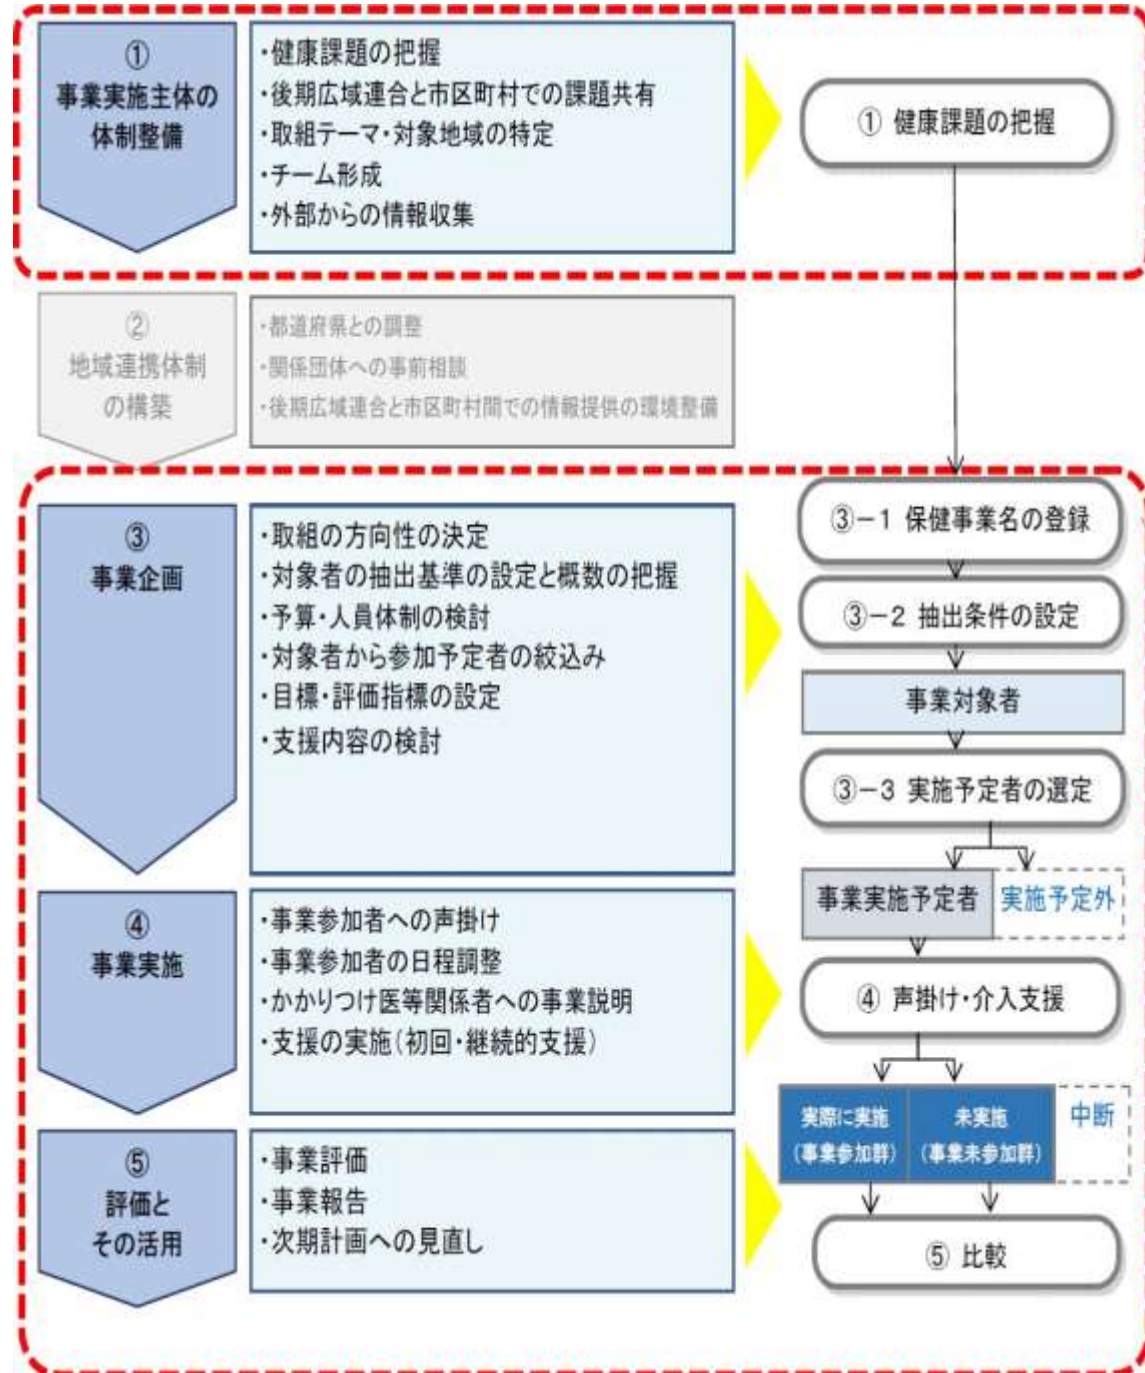 ①
事業実施主体の
体制整備
・健康課題の把握
・後期広域連合と市区町村での課題共有
・取組テーマ・対象地域の特定
・チーム形成
・外部からの情報収集
① 健康課題の把握
②
地域連携体制
の構築
・都道府県との調整
・関係団体への事前相談
・後期広域連合と市区町村間での情報提供の環境整備
③
事業企画
・取組の方向性の決定
・対象者の抽出基準の設定と概数の把握
・予算・人員体制の検討
・対象者から参加予定者の絞込み
・目標・評価指標の設定
・支援内容の検討
③－１ 保健事業名の登録
③－２ 抽出条件の設定
事業対象者
③－３ 実施予定者の選定
事業実施予定者
実施予定外
④
事業実施
・事業参加者への声掛け
・事業参加者の日程調整
・かかりつけ医等関係者への事業説明
・支援の実施（初回・継続的支援）
④ 声掛け・介入支援
実際に実施
（事業参加群）
未実施
（事業未参加群）
中断
⑤
評価と
その活用
・事業評価
・事業報告
・次期計画への見直し
⑤ 比較